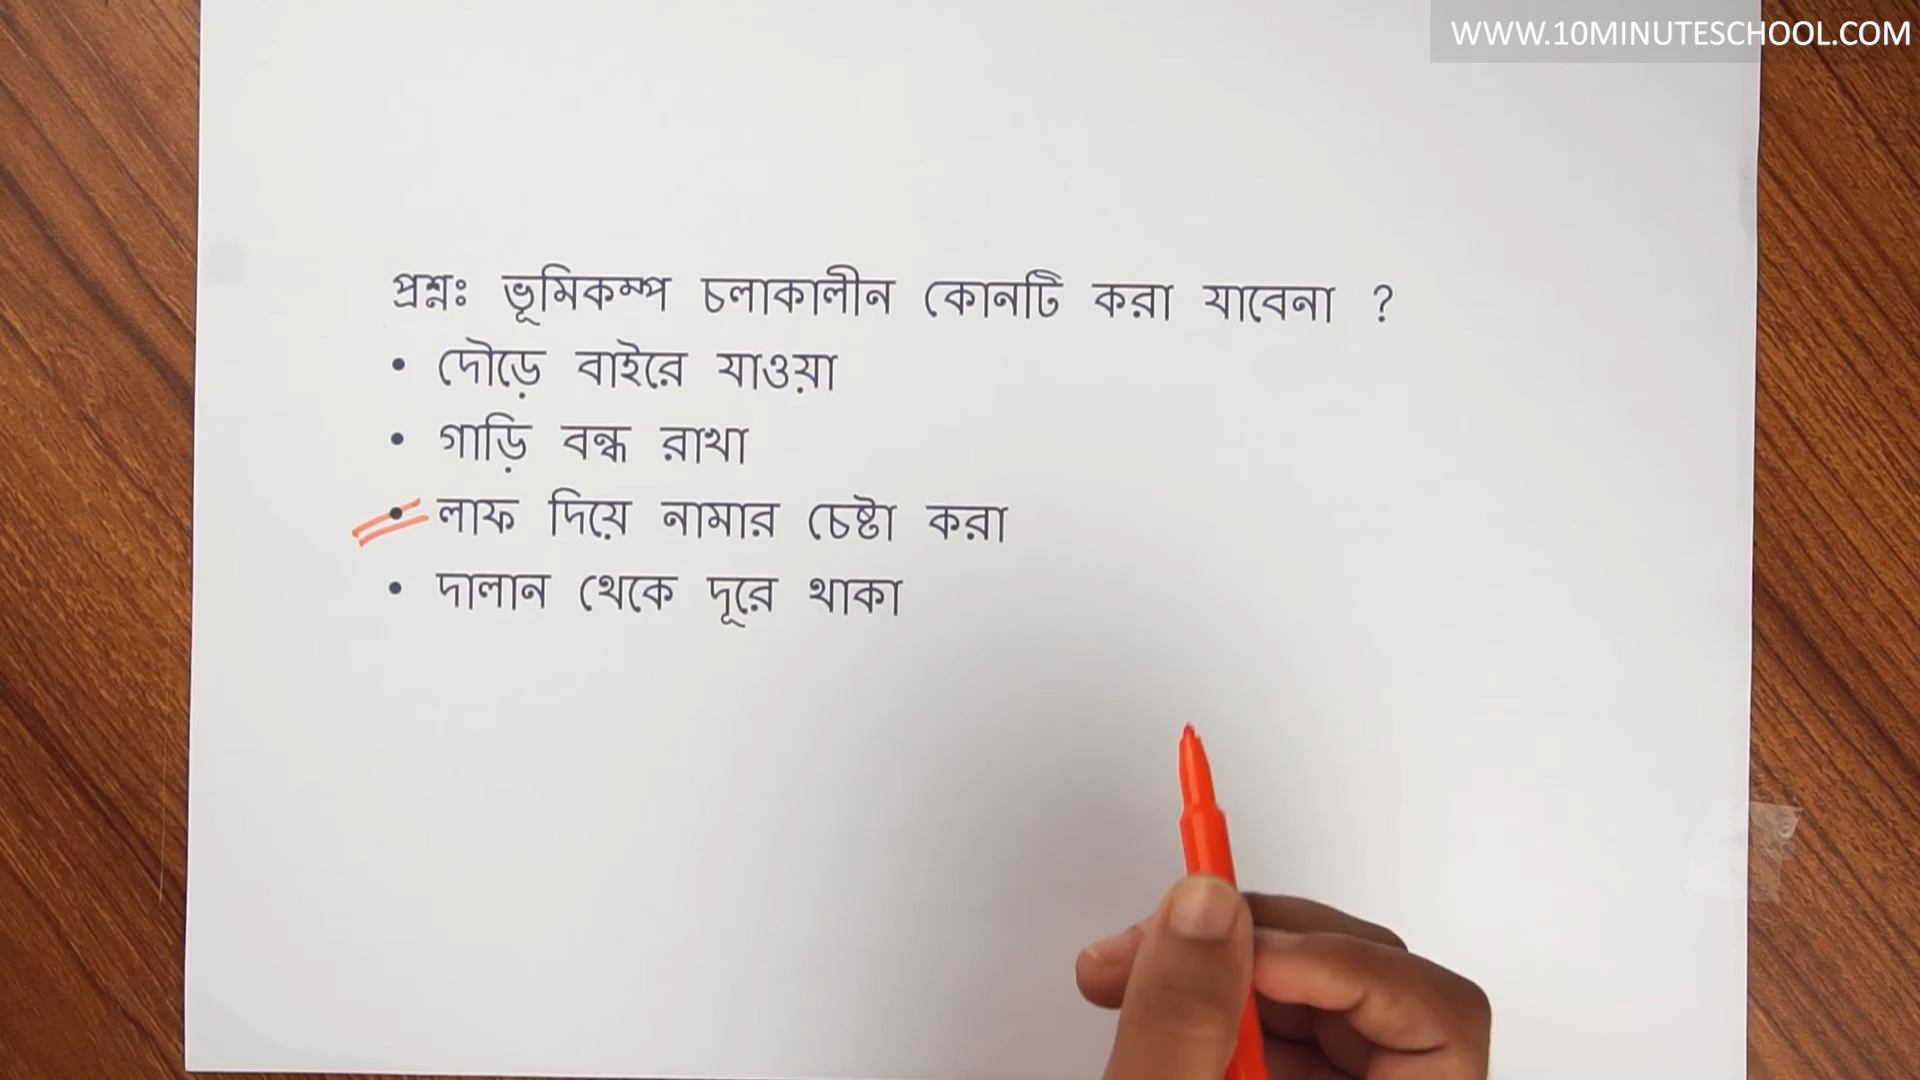 WWW.10MINUTESCHOOL.COM
প্রশ্নঃ ভূমিকম্প চলাকালীন কোনটি করা যাবেনা ?
• দৌড়ে বাইরে যাওয়া
• গাড়ি বন্ধ রাখা
• লাফ দিয়ে নামার চেষ্টা করা
• দালান থেকে দূরে থাকা